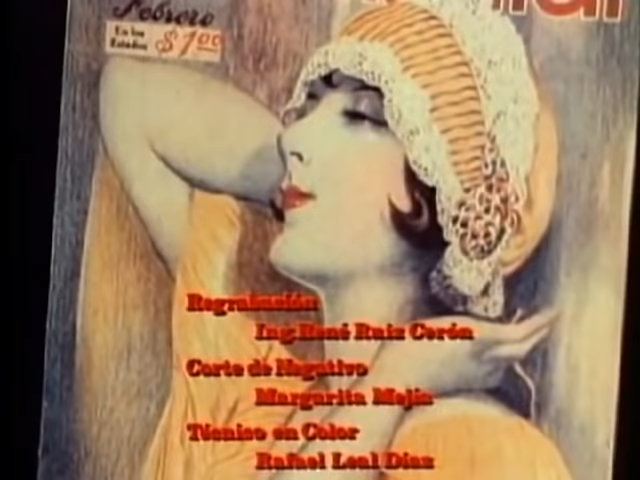 Febrero
En los
Estados $1.00
Regrabación
Ing. René Ruiz Cerón
Corte de Negativo
Margarita Mejía
Técnico en Color
Rafael Leal Díaz